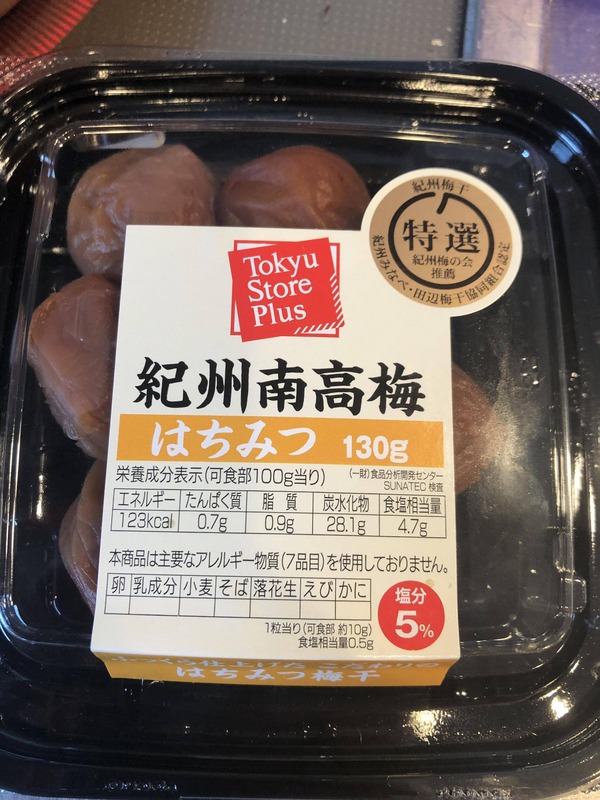 紀州梅干
特選
紀州梅の会
推薦
紀州みなべ・田辺梅干協同組合認定
Tokyu
Store
Plus
紀州南高梅
はちみつ 130g
栄養成分表示(可食部100g当り)
(一財)食品分析開発センター
SUNATEC 検査
エネルギー たんぱく質 脂質 炭水化物 食塩相当量
123kcal 0.7g 0.9g 28.1g 4.7g
本商品は主要なアレルギー物質(7品目)を使用しておりません。
卵 乳成分 小麦 そば 落花生 えび かに
塩分
5%
1粒当り(可食部 約10g)
食塩相当量0.5g
はちみつ梅干